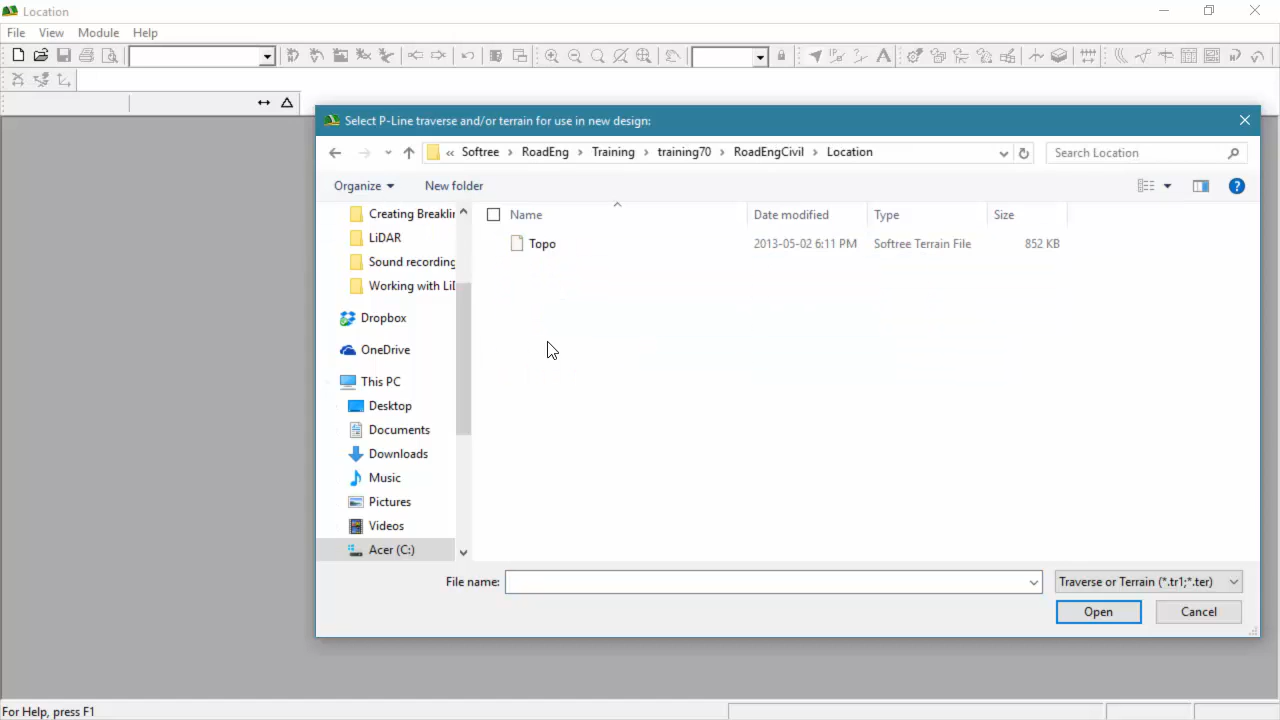 Location
File View Module Help
Select P-Line traverse and/or terrain for use in new design:
« Softree › RoadEng › Training › training70 › RoadEngCivil › Location
Search Location
Organize New folder
Name Date modified Type Size
Topo 2013-05-02 6:11 PM Softree Terrain File 852 KB
Creating Breaklin
LiDAR
Sound recording
Working with LiD
Dropbox
OneDrive
This PC
Desktop
Documents
Downloads
Music
Pictures
Videos
Acer (C:)
File name:
Traverse or Terrain (*.tr1;*.ter)
Open Cancel
For Help, press F1